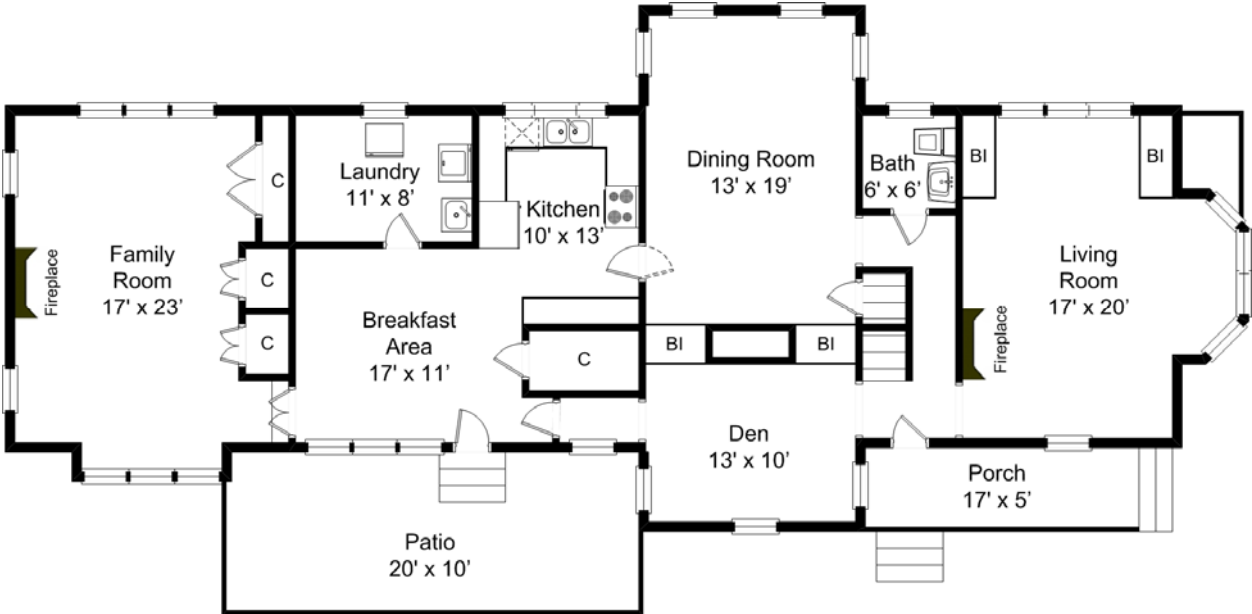 Family
Room
17' x 23'
Fireplace
C
C
C
Laundry
11' x 8'
Kitchen
10' x 13'
Breakfast
Area
17' x 11'
C
Dining Room
13' x 19'
BI
BI
Den
13' x 10'
Bath
6' x 6'
BI
BI
Living
Room
17' x 20'
Fireplace
Porch
17' x 5'
Patio
20' x 10'